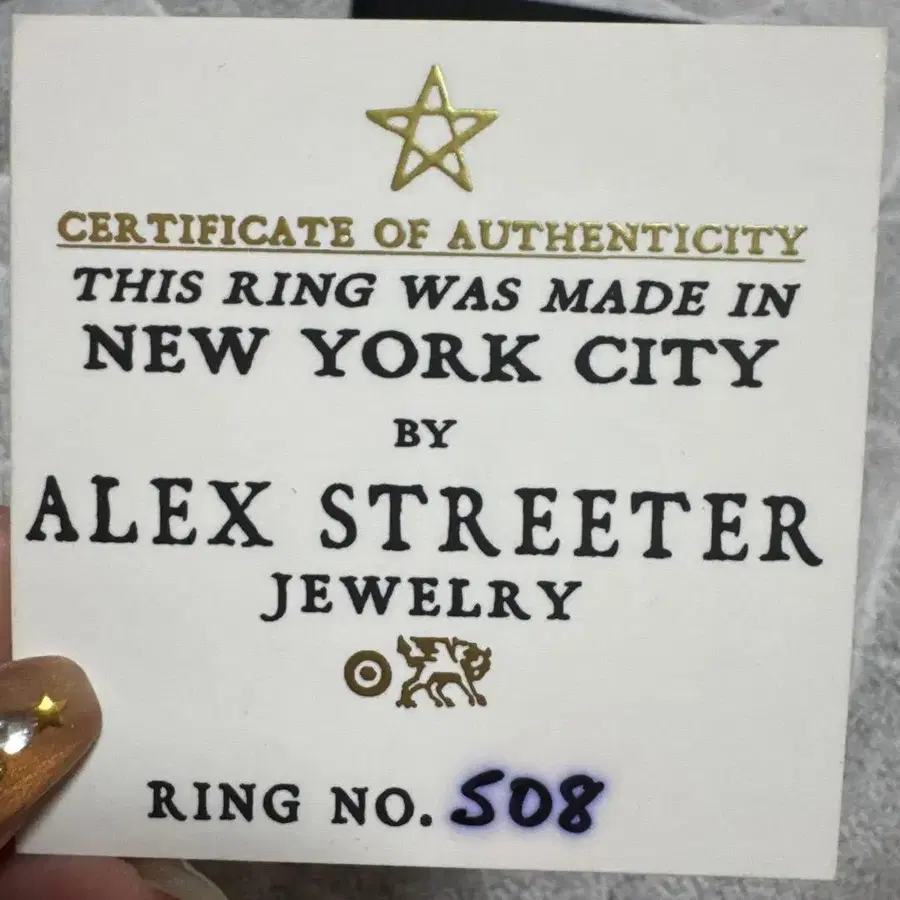 CERTIFICATE OF AUTHENTICITY
THIS RING WAS MADE IN
NEW YORK CITY
BY
ALEX STREETER
JEWELRY
RING NO. 508